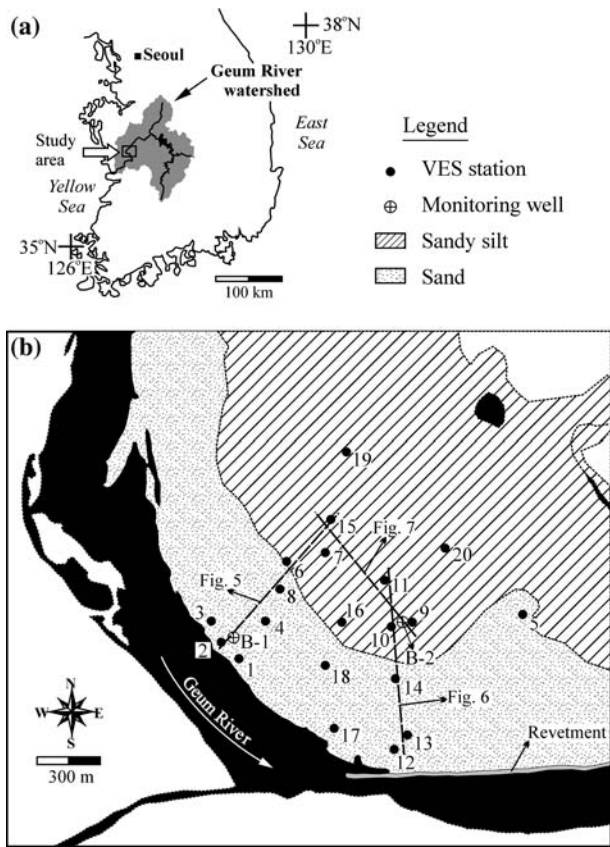 (a)
38°N
130°E
Seoul
Geum River
watershed
Study
area
East
Sea
Yellow
Sea
35°N
126°E
100 km
Legend
VES station
Monitoring well
Sandy silt
Sand
(b)
19
15
Fig. 7
7
20
6
11
Fig. 5
8
3
4
16
9
10
5
B-1
2
B-2
1
18
14
Geum River
N
W E
S
Fig. 6
17
13
Revetment
12
300 m